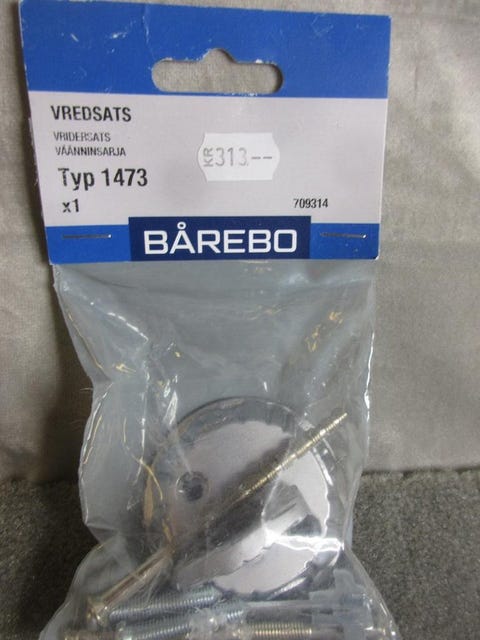 VREDSATS
VRIDERSATS
VÄÄNNINSARJA
KR 313.--
Typ 1473
x1
709314
BÅREBO